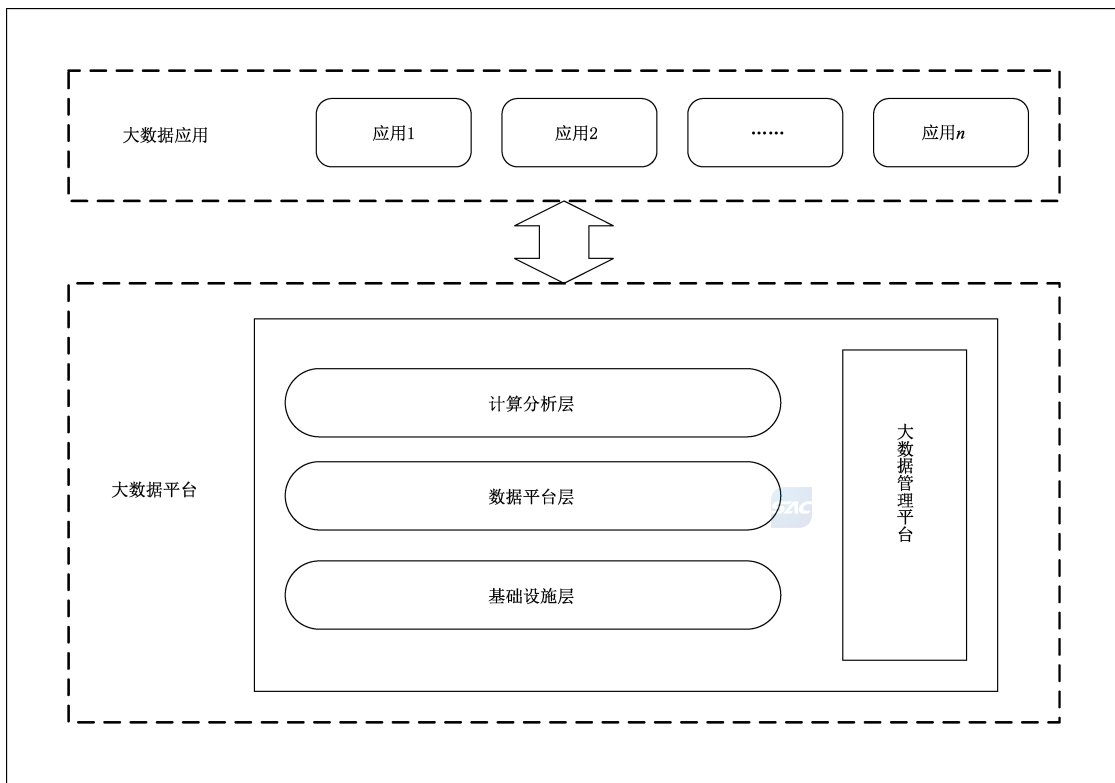 大数据应用
应用1
应用2
……
应用n
大数据平台
计算分析层
数据平台层
基础设施层
大数据管理平台
SAC